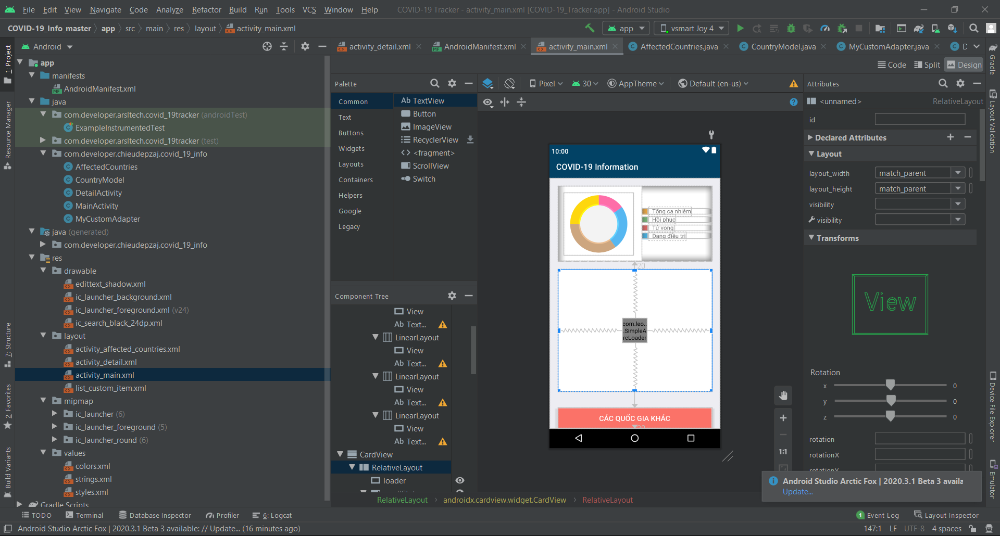 File Edit View Navigate Code Analyze Refactor Build Run Tools VCS Window Help COVID-19 Tracker - activity_main.xml [COVID-19_Tracker.app] - Android Studio
COVID-19_Info_master app src main res layout activity_main.xml app vsmart Joy 4
1: Project
Resource Manager
7: Structure
2: Favorites
Build Variants
Android
app
manifests
AndroidManifest.xml
java
com.developer.arsltech.covid_19tracker (androidTest)
ExampleInstrumentedTest
com.developer.arsltech.covid_19tracker (test)
com.developer.chieudepzaj.covid_19_info
AffectedCountries
CountryModel
DetailActivity
MainActivity
MyCustomAdapter
java (generated)
com.developer.chieudepzaj.covid_19_info
res
drawable
edittext_shadow.xml
ic_launcher_background.xml
ic_launcher_foreground.xml (v24)
ic_search_black_24dp.xml
layout
activity_affected_countries.xml
activity_detail.xml
activity_main.xml
list_custom_item.xml
mipmap
ic_launcher (6)
ic_launcher_foreground (5)
ic_launcher_round (6)
values
colors.xml
strings.xml
styles.xml
Gradle Scripts
activity_detail.xml AndroidManifest.xml activity_main.xml AffectedCountries.java CountryModel.java MyCustomAdapter.java D
Code Split Design
Palette
Common
Text
Buttons
Widgets
Layouts
Containers
Helpers
Google
Legacy
Ab TextView
Button
ImageView
RecyclerView
<fragment>
ScrollView
Switch
Component Tree
View
Ab Text...
LinearLayout
View
Ab Text...
LinearLayout
View
Ab Text...
LinearLayout
View
Ab Text...
CardView
RelativeLayout
loader
Pixel 30 AppTheme Default (en-us)
10:00
COVID-19 Information
Tổng ca nhiễm
Hồi phục
Tử vong
Đang điều trị
20
com.leo..
.SimpleA
rcLoader
CÁC QUỐC GIA KHÁC
1:1
RelativeLayout androidx.cardview.widget.CardView RelativeLayout
Attributes
<unnamed> RelativeLayout
id
Declared Attributes
Layout
layout_width match_parent
layout_height match_parent
visibility
visibility
Transforms
View
Rotation
x 0
y 0
z 0
rotation
rotationX
rotationY
Android Studio Arctic Fox | 2020.3.1 Beta 3 availa
Update...
Gradle
Layout Validation
Device File Explorer
Emulator
TODO Terminal Database Inspector Profiler 6: Logcat 1 Event Log Layout Inspector
Android Studio Arctic Fox | 2020.3.1 Beta 3 available: // Update... (16 minutes ago) 147:1 LF UTF-8 4 spaces